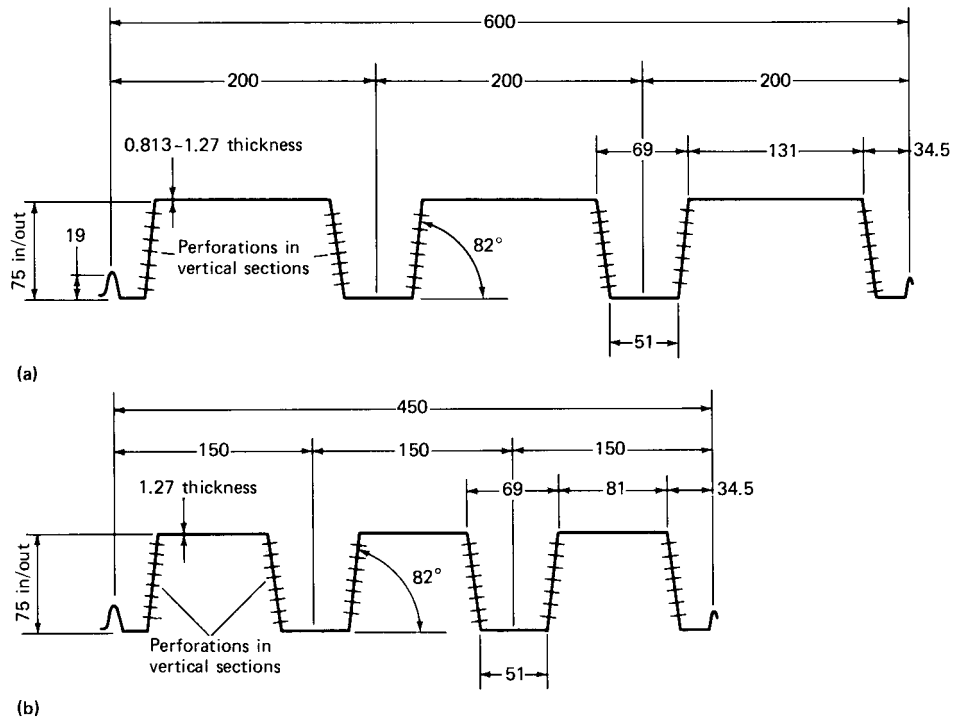 600
200
200
200
0.813-1.27 thickness
69
131
34.5
75 in/out
19
Perforations in
vertical sections
82°
51
(a)
450
150
150
150
1.27 thickness
69
81
34.5
75 in/out
82°
Perforations in
vertical sections
51
(b)